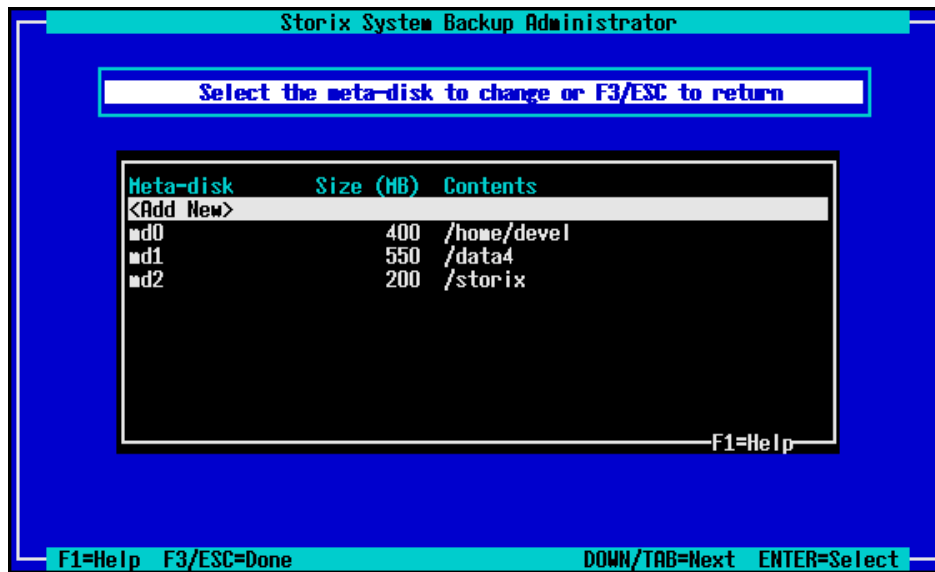 Storix System Backup Administrator
Select the meta-disk to change or F3/ESC to return
Meta-disk Size (MB) Contents
<Add New>
md0 400 /home/devel
md1 550 /data4
md2 200 /storix
F1=Help
F1=Help F3/ESC=Done DOWN/TAB=Next ENTER=Select